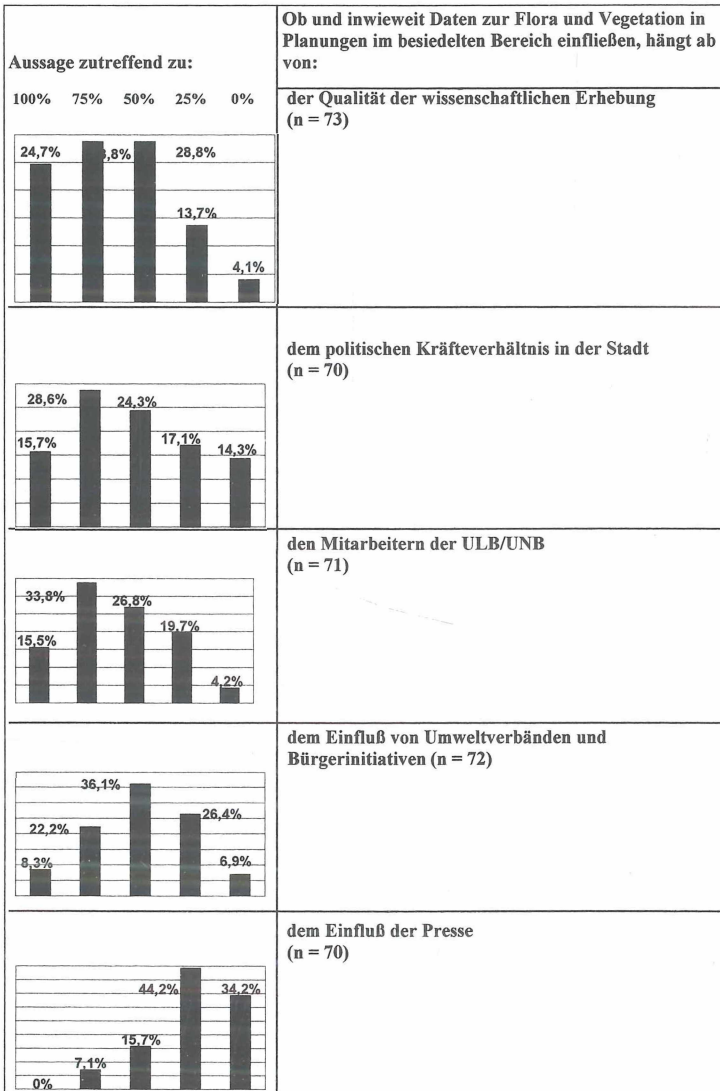 Aussage zutreffend zu:
Ob und inwieweit Daten zur Flora und Vegetation in
Planungen im besiedelten Bereich einfließen, hängt ab
von:
100% 75% 50% 25% 0%
der Qualität der wissenschaftlichen Erhebung
(n = 73)
24,7% ,8% 28,8%
13,7%
4,1%
dem politischen Kräfteverhältnis in der Stadt
(n = 70)
28,6% 24,3%
15,7% 17,1% 14,3%
den Mitarbeitern der ULB/UNB
(n = 71)
33,8% 26,8%
15,5% 19,7%
4,2%
dem Einfluß von Umweltverbänden und
Bürgerinitiativen (n = 72)
36,1%
22,2% 26,4%
8,3% 6,9%
dem Einfluß der Presse
(n = 70)
44,2% 34,2%
15,7%
7,1%
0%